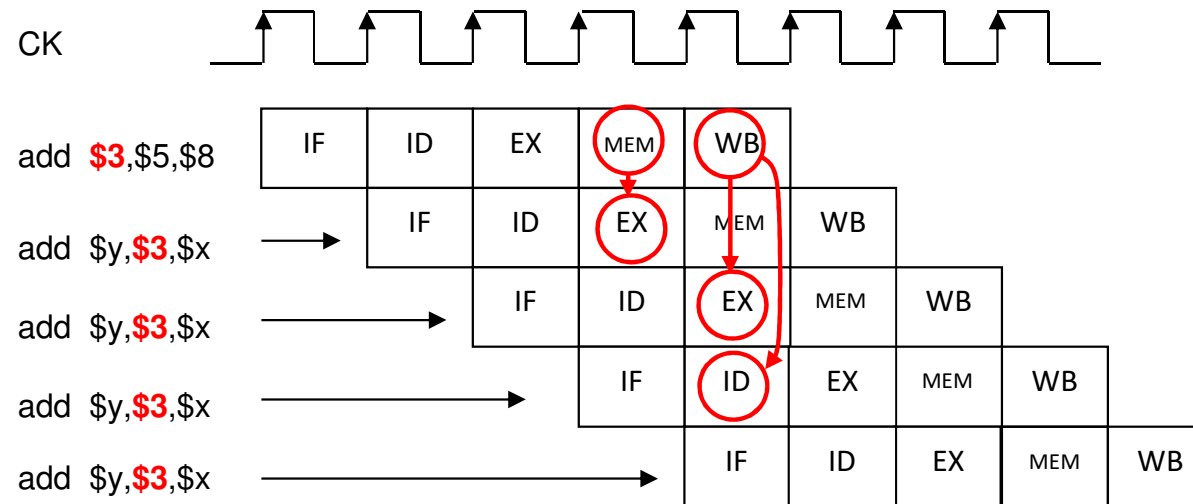 CK
add $3,$5,$8 IF ID EX MEM WB
add $y,$3,$x IF ID EX MEM WB
add $y,$3,$x IF ID EX MEM WB
add $y,$3,$x IF ID EX MEM WB
add $y,$3,$x IF ID EX MEM WB